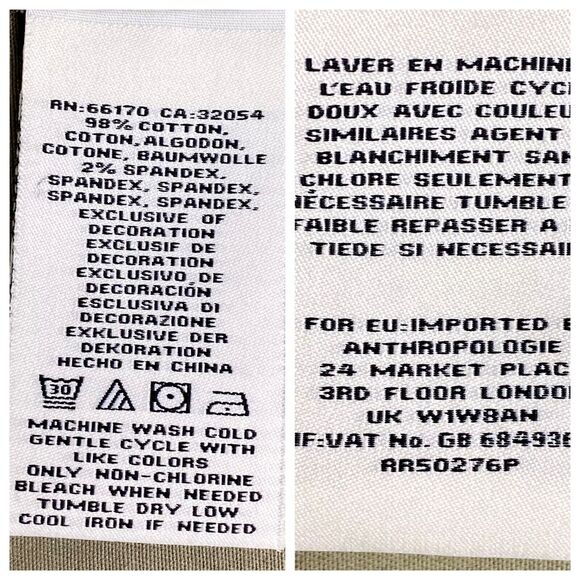 RN:66170 CA:32054
98% COTTON,
COTON, ALGODON,
COTONE, BAUMWOLLE
2% SPANDEX,
SPANDEX, SPANDEX,
SPANDEX, SPANDEX,
EXCLUSIVE OF
DECORATION
EXCLUSIF DE
DECORATION
EXCLUSIVO DE
DECORACIÓN
ESCLUSIVA DI
DECORAZIONE
EXKLUSIVE DER
DEKORATION
HECHO EN CHINA
30
MACHINE WASH COLD
GENTLE CYCLE WITH
LIKE COLORS
ONLY NON-CHLORINE
BLEACH WHEN NEEDED
TUMBLE DRY LOW
COOL IRON IF NEEDED
LAVER EN MACHINE
L'EAU FROIDE CYC
DOUX AVEC COULEU
SIMILAIRES AGENT
BLANCHIMENT SAN
CHLORE SEULEMENT
NÉCESSAIRE TUMBLE
FAIBLE REPASSER A
TIEDE SI NECESSAI
FOR EU:IMPORTED
ANTHROPOLOGIE
24 MARKET PLAC
3RD FLOOR LONDO
UK W1W8AN
IF:VAT No. GB 68493
RR50276P